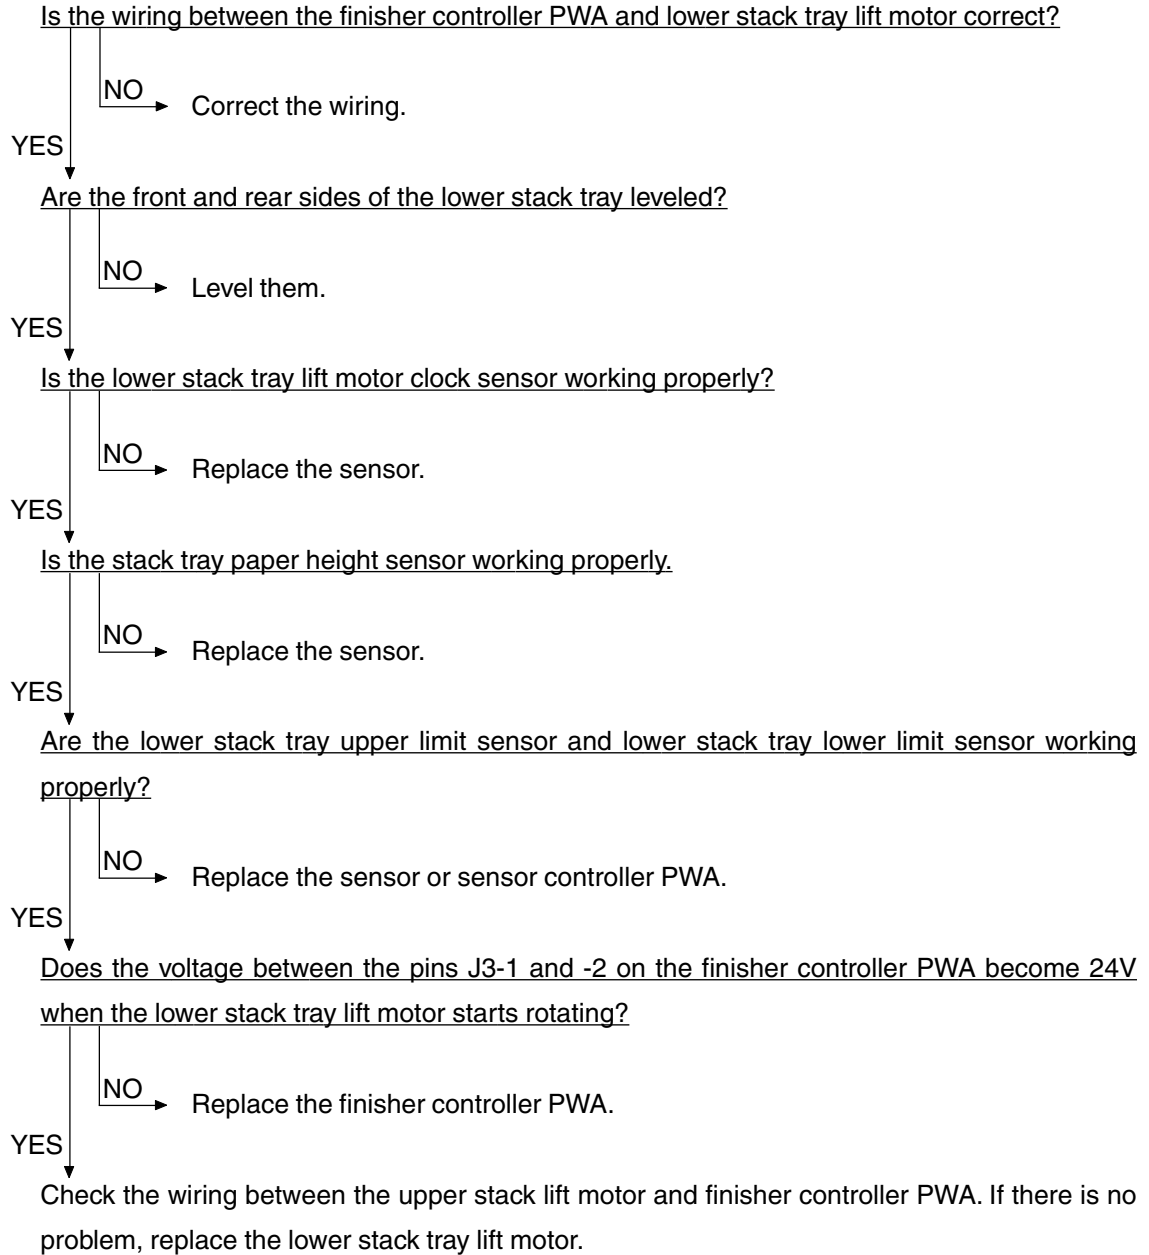 Is the wiring between the finisher controller PWA and lower stack tray lift motor correct?
NO
Correct the wiring.
YES
Are the front and rear sides of the lower stack tray leveled?
NO
Level them.
YES
Is the lower stack tray lift motor clock sensor working properly?
NO
Replace the sensor.
YES
Is the stack tray paper height sensor working properly.
NO
Replace the sensor.
YES
Are the lower stack tray upper limit sensor and lower stack tray lower limit sensor working
properly?
NO
Replace the sensor or sensor controller PWA.
YES
Does the voltage between the pins J3-1 and -2 on the finisher controller PWA become 24V
when the lower stack tray lift motor starts rotating?
NO
Replace the finisher controller PWA.
YES
Check the wiring between the upper stack lift motor and finisher controller PWA. If there is no
problem, replace the lower stack tray lift motor.